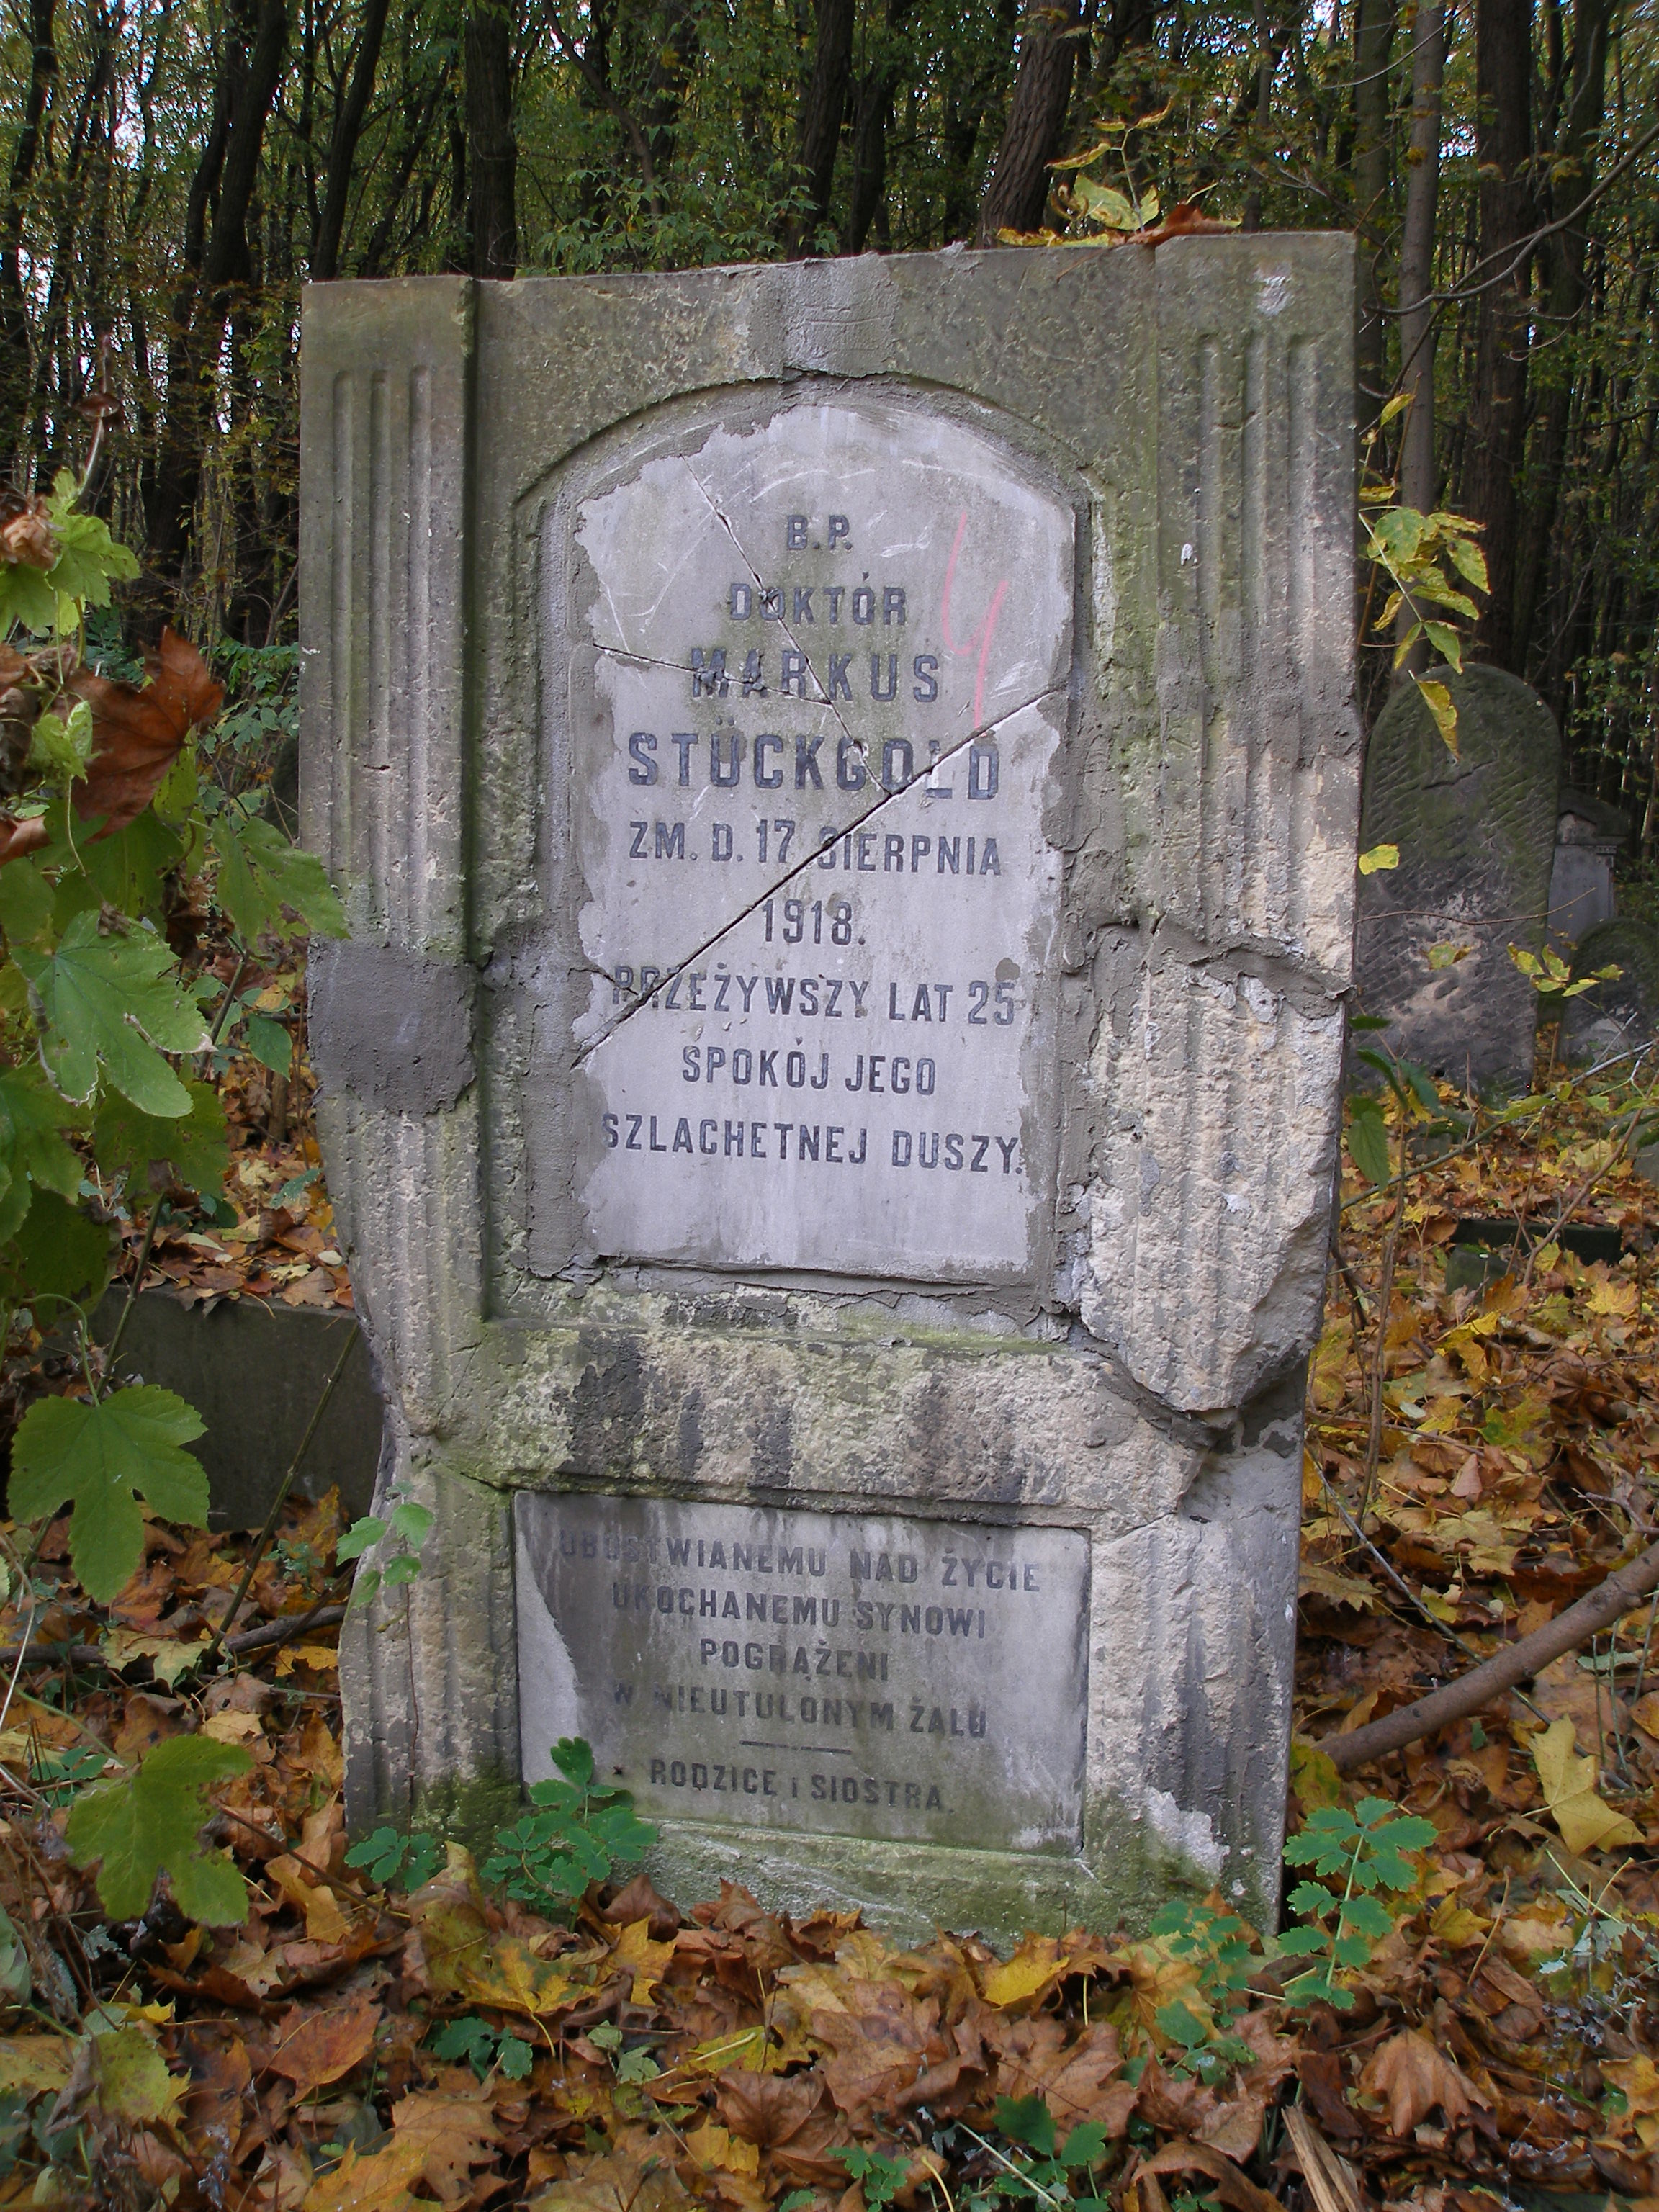 B.P.
DOKTÓR
MARKUS
STÜCKGOLD
ZM. D. 17 SIERPNIA
1918.
PRZEŻYWSZY LAT 25
SPOKÓJ JEGO
SZLACHETNEJ DUSZY.
UBÓSTWIANEMU NAD ŻYCIE
UKOCHANEMU SYNOWI
POGRĄŻENI
W NIEUTULONYM ŻALU
RODZICE i SIOSTRA.